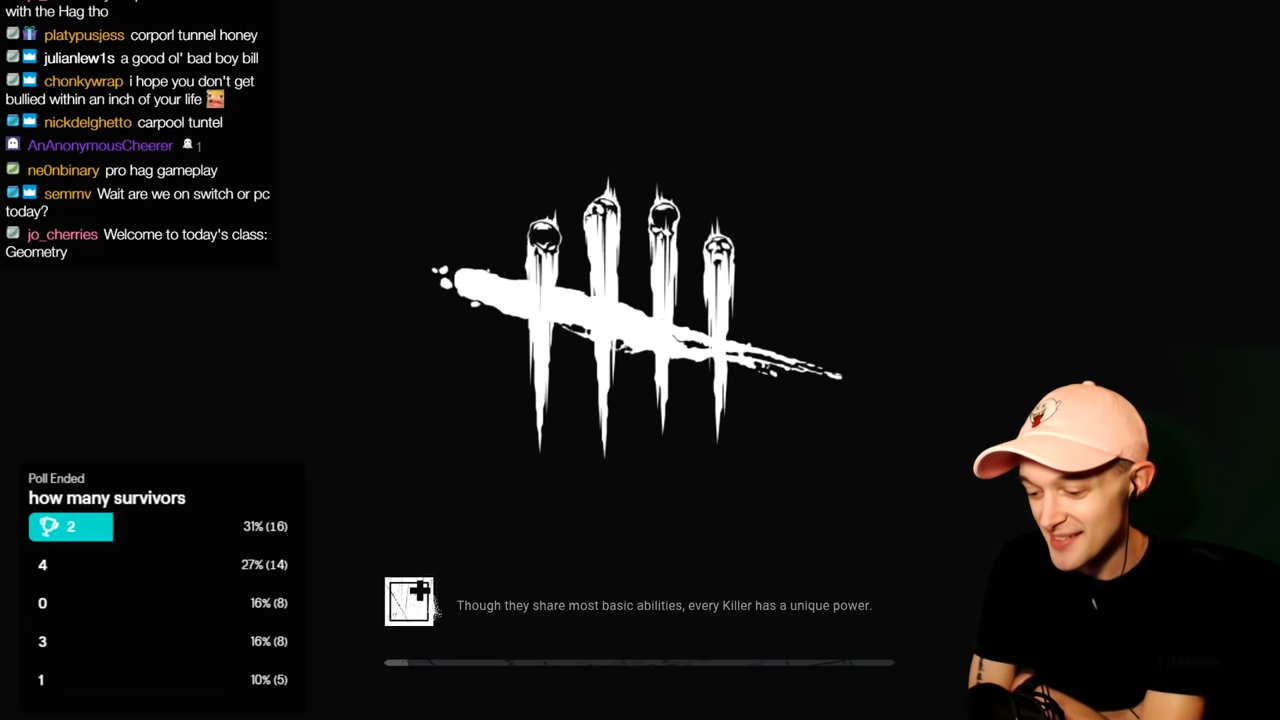 with the Hag tho
platypusjess corporl tunnel honey
julianlew1s a good ol' bad boy bill
chonkywrap i hope you don't get
bullied within an inch of your life
nickdelghetto carpool tuntel
AnAnonymousCheerer 1
ne0nbinary pro hag gameplay
semmv Wait are we on switch or pc
today?
jo_cherries Welcome to today's class:
Geometry
Poll Ended
how many survivors
2 31% (16)
4 27% (14)
0 16% (8)
3 16% (8)
1 10% (5)
Though they share most basic abilities, every Killer has a unique power.